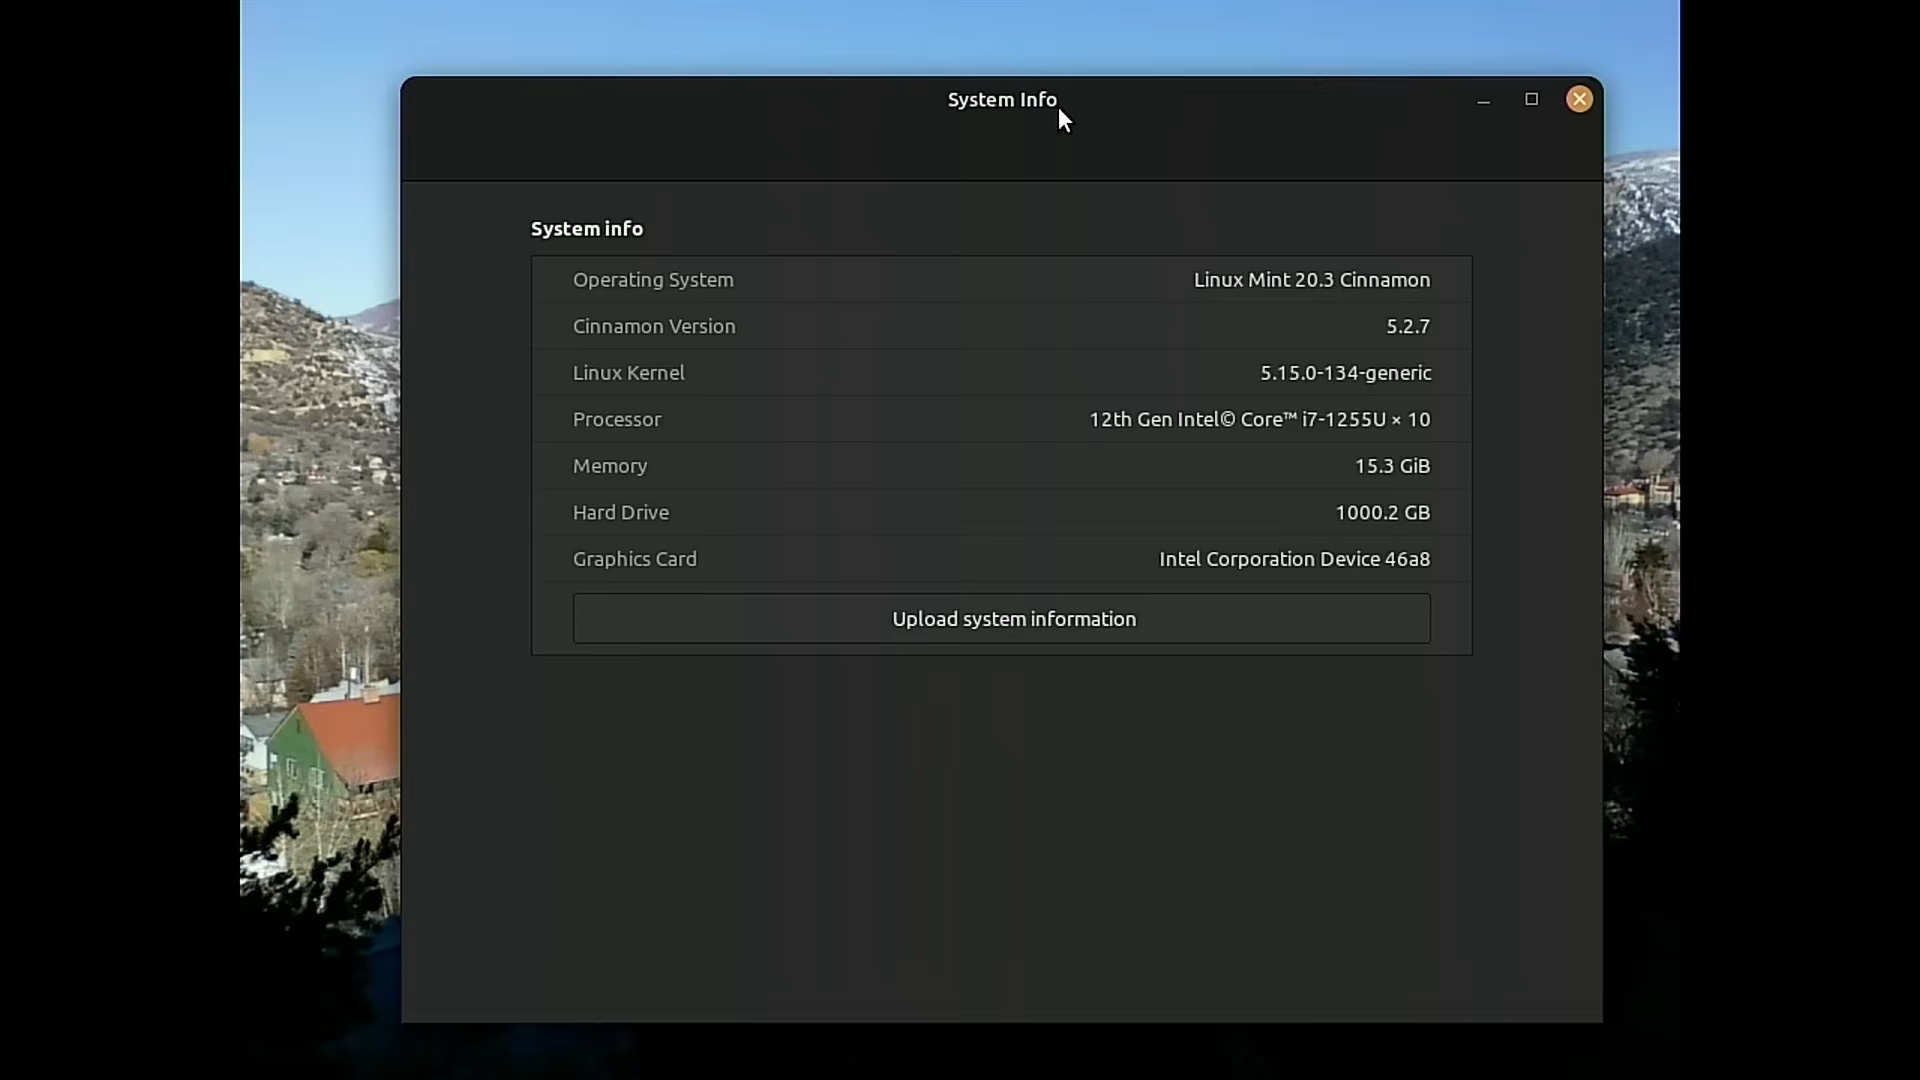 System Info
System info
Operating System Linux Mint 20.3 Cinnamon
Cinnamon Version 5.2.7
Linux Kernel 5.15.0-134-generic
Processor 12th Gen Intel© Core™ i7-1255U × 10
Memory 15.3 GiB
Hard Drive 1000.2 GB
Graphics Card Intel Corporation Device 46a8
Upload system information